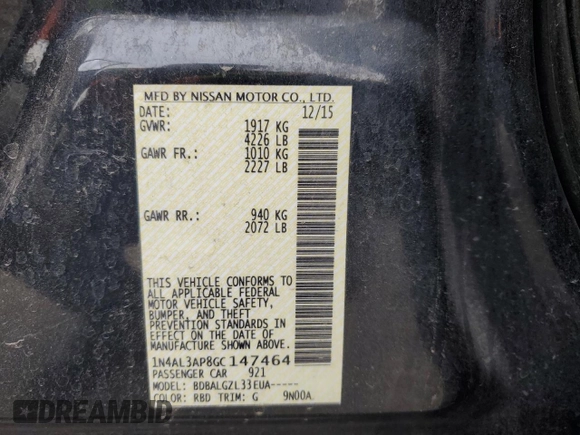 MFD BY NISSAN MOTOR CO., LTD.
DATE: 12/15
GVWR: 1917 KG
4226 LB
GAWR FR.: 1010 KG
2227 LB
GAWR RR.: 940 KG
2072 LB
THIS VEHICLE CONFORMS TO
ALL APPLICABLE FEDERAL
MOTOR VEHICLE SAFETY,
BUMPER, AND THEFT
PREVENTION STANDARDS IN
EFFECT ON THE DATE OF
MANUFACTURE SHOWN ABOVE.
1N4AL3AP8GC147464
PASSENGER CAR 921
MODEL: BDBALGZL33EUA-----
COLOR: RBD TRIM: G 9N00A
DREAMBID.COM